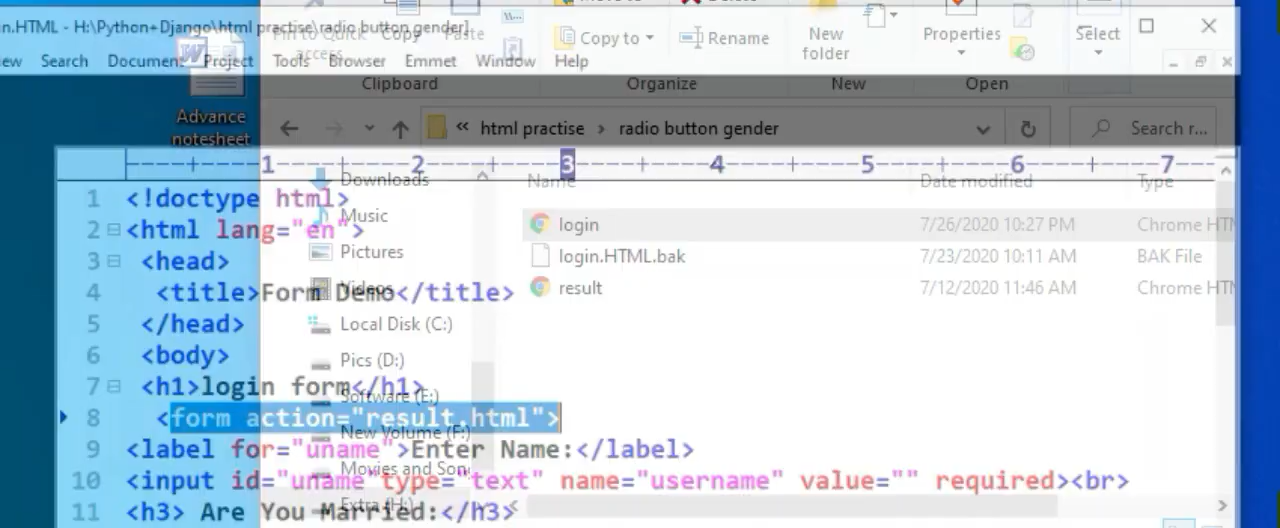 n.HTML - H:\Python+Django\html practise\radio button gender]
Pin to Quick access
Copy
Paste
Copy to
Rename
New folder
Properties
Select
ew Search Document Project Tools Browser Emmet Window Help
Clipboard Organize New Open
Advance notesheet
« html practise › radio button gender
Search r...
----+----1----+----2----+----3----+----4----+----5----+----6----+----7--
Name Date modified Type
Downloads
Music
Pictures
Videos
Local Disk (C:)
Pics (D:)
Software (E:)
New Volume (F:)
Movies and Son
Extra (H:)
login 7/26/2020 10:27 PM Chrome HTM
login.HTML.bak 7/23/2020 10:11 AM BAK File
result 7/12/2020 11:46 AM Chrome HTM
1 <!doctype html>
2 <html lang="en">
3 <head>
4 <title>Form Demo</title>
5 </head>
6 <body>
7 <h1>login form</h1>
8 <form action="result.html">
9 <label for="uname">Enter Name:</label>
10 <input id="uname"type="text" name="username" value="" required><br>
11 <h3> Are You Married:</h3>